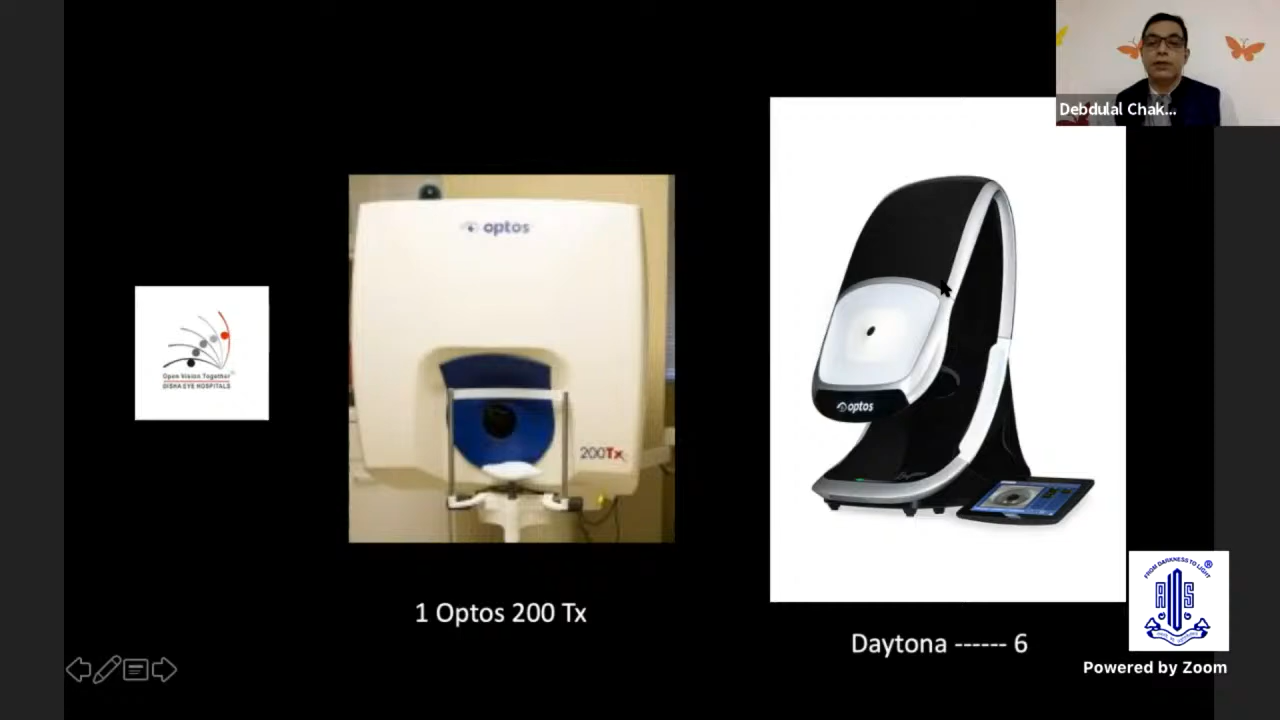 Debdulal Chak...
optos
200Tx
optos
Open Vision Together
DISHA EYE HOSPITALS
1 Optos 200 Tx
Daytona ------ 6
FROM DARKNESS TO LIGHT
®
AIOS
Powered by Zoom